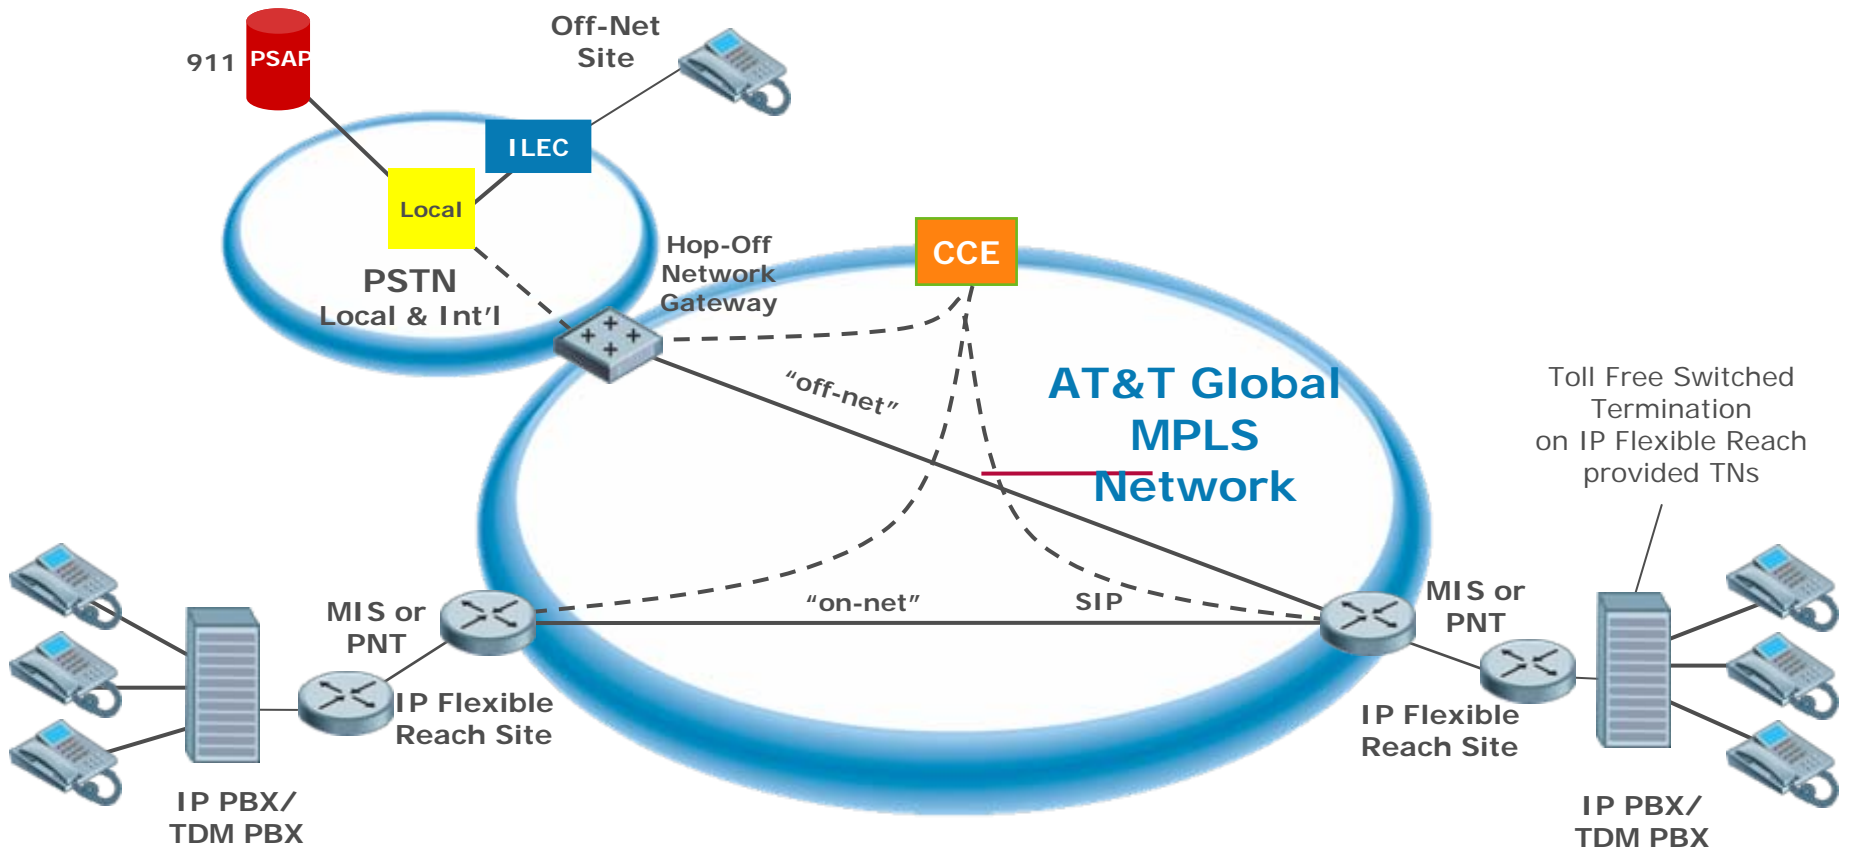 Off-Net
Site
911
PSAP
ILEC
Local
PSTN
Local & Int'l
Hop-Off
Network
Gateway
CCE
“off-net”
AT&T Global
MPLS
Network
Toll Free Switched
Termination
on IP Flexible Reach
provided TNs
MIS or
PNT
“on-net”
SIP
MIS or
PNT
IP Flexible
Reach Site
IP Flexible
Reach Site
IP PBX/
TDM PBX
IP PBX/
TDM PBX